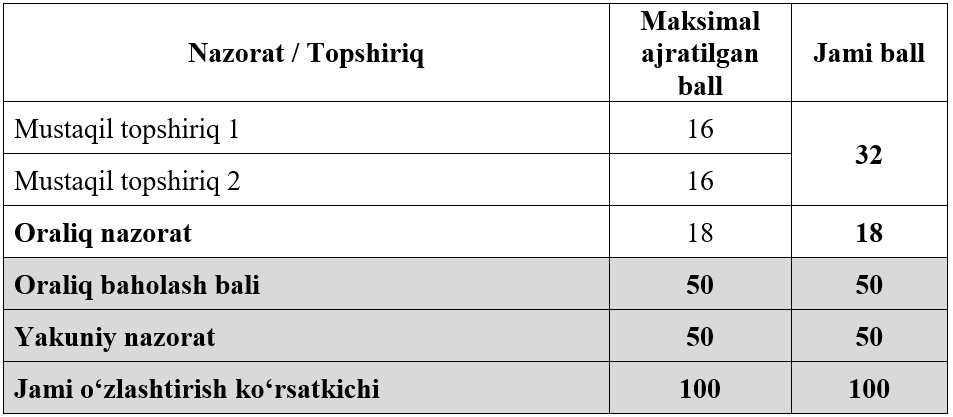 Nazorat / Topshiriq
Maksimal
ajratilgan
ball
Jami ball
Mustaqil topshiriq 1
16
32
Mustaqil topshiriq 2
16
Oraliq nazorat
18
18
Oraliq baholash bali
50
50
Yakuniy nazorat
50
50
Jami o‘zlashtirish ko‘rsatkichi
100
100